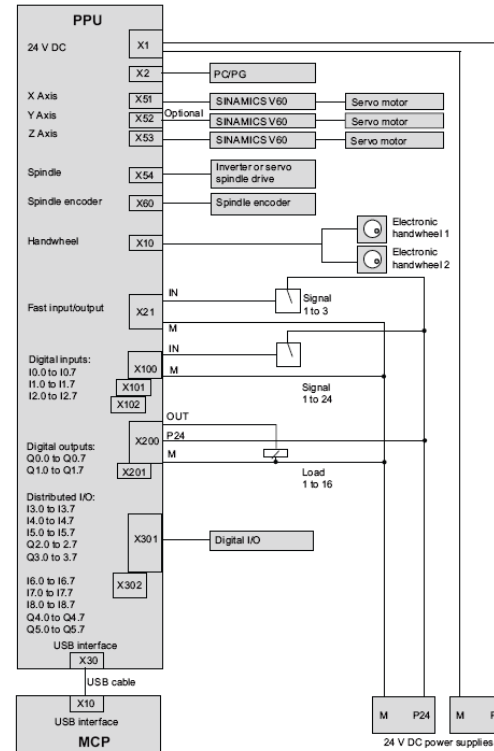 PPU
24 V DC
X1
X2
PC/PG
X Axis
X51
SINAMICS V60
Servo motor
Y Axis
X52
Optional
SINAMICS V60
Servo motor
Z Axis
X53
SINAMICS V60
Servo motor
Spindle
X54
Inverter or servo
spindle drive
Spindle encoder
X60
Spindle encoder
Handwheel
X10
Electronic
handwheel 1
Electronic
handwheel 2
Fast input/output
X21
IN
M
Signal
1 to 3
Digital inputs:
I0.0 to I0.7
I1.0 to I1.7
I2.0 to I2.7
X100
X101
X102
IN
M
Signal
1 to 24
Digital outputs:
Q0.0 to Q0.7
Q1.0 to Q1.7
X200
X201
OUT
P24
M
Load
1 to 16
Distributed I/O:
I3.0 to I3.7
I4.0 to I4.7
I5.0 to I5.7
Q2.0 to 2.7
Q3.0 to 3.7
X301
Digital I/O
X302
I6.0 to I6.7
I7.0 to I7.7
I8.0 to I8.7
Q4.0 to Q4.7
Q5.0 to Q5.7
USB interface
X30
USB cable
X10
USB interface
MCP
M P24
M
24 V DC power supplies